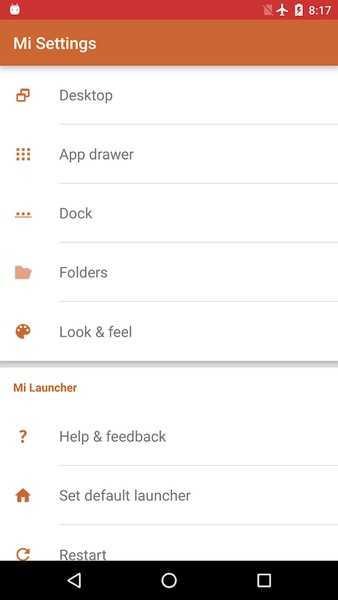 8:17
Mi Settings
Desktop
App drawer
Dock
Folders
Look & feel
Mi Launcher
? Help & feedback
Set default launcher
Restart